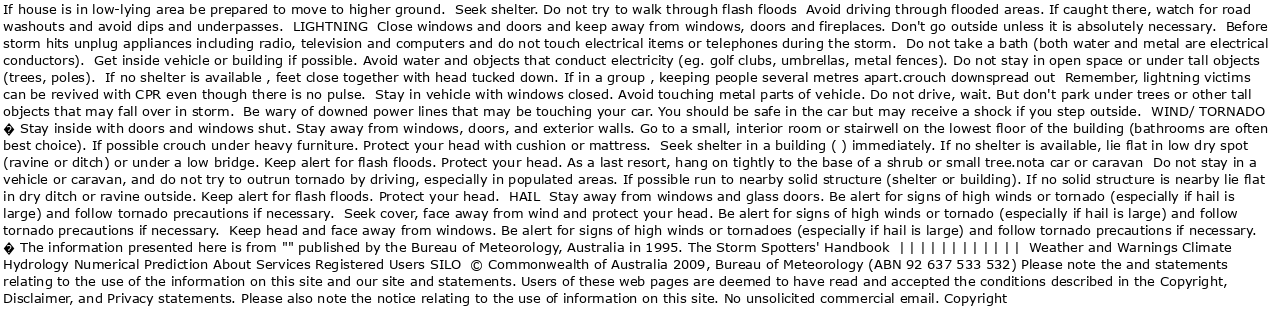 If house is in low-lying area be prepared to move to higher ground.  Seek shelter. Do not try to walk through flash floods  Avoid driving through flooded areas. If caught there, watch for road
washouts and avoid dips and underpasses.  LIGHTNING  Close windows and doors and keep away from windows, doors and fireplaces. Don't go outside unless it is absolutely necessary.  Before
storm hits unplug appliances including radio, television and computers and do not touch electrical items or telephones during the storm.  Do not take a bath (both water and metal are electrical
conductors).  Get inside vehicle or building if possible. Avoid water and objects that conduct electricity (eg. golf clubs, umbrellas, metal fences). Do not stay in open space or under tall objects
(trees, poles).  If no shelter is available , feet close together with head tucked down. If in a group , keeping people several metres apart.crouch downspread out  Remember, lightning victims
can be revived with CPR even though there is no pulse.  Stay in vehicle with windows closed. Avoid touching metal parts of vehicle. Do not drive, wait. But don't park under trees or other tall
objects that may fall over in storm.  Be wary of downed power lines that may be touching your car. You should be safe in the car but may receive a shock if you step outside.  WIND/ TORNADO
� Stay inside with doors and windows shut. Stay away from windows, doors, and exterior walls. Go to a small, interior room or stairwell on the lowest floor of the building (bathrooms are often
best choice). If possible crouch under heavy furniture. Protect your head with cushion or mattress.  Seek shelter in a building ( ) immediately. If no shelter is available, lie flat in low dry spot
(ravine or ditch) or under a low bridge. Keep alert for flash floods. Protect your head. As a last resort, hang on tightly to the base of a shrub or small tree.nota car or caravan  Do not stay in a
vehicle or caravan, and do not try to outrun tornado by driving, especially in populated areas. If possible run to nearby solid structure (shelter or building). If no solid structure is nearby lie flat
in dry ditch or ravine outside. Keep alert for flash floods. Protect your head.  HAIL  Stay away from windows and glass doors. Be alert for signs of high winds or tornado (especially if hail is
large) and follow tornado precautions if necessary.  Seek cover, face away from wind and protect your head. Be alert for signs of high winds or tornado (especially if hail is large) and follow
tornado precautions if necessary.  Keep head and face away from windows. Be alert for signs of high winds or tornadoes (especially if hail is large) and follow tornado precautions if necessary.
� The information presented here is from "" published by the Bureau of Meteorology, Australia in 1995. The Storm Spotters' Handbook  | | | | | | | | | | | |  Weather and Warnings Climate
Hydrology Numerical Prediction About Services Registered Users SILO  © Commonwealth of Australia 2009, Bureau of Meteorology (ABN 92 637 533 532) Please note the and statements
relating to the use of the information on this site and our site and statements. Users of these web pages are deemed to have read and accepted the conditions described in the Copyright,
Disclaimer, and Privacy statements. Please also note the notice relating to the use of information on this site. No unsolicited commercial email. Copyright